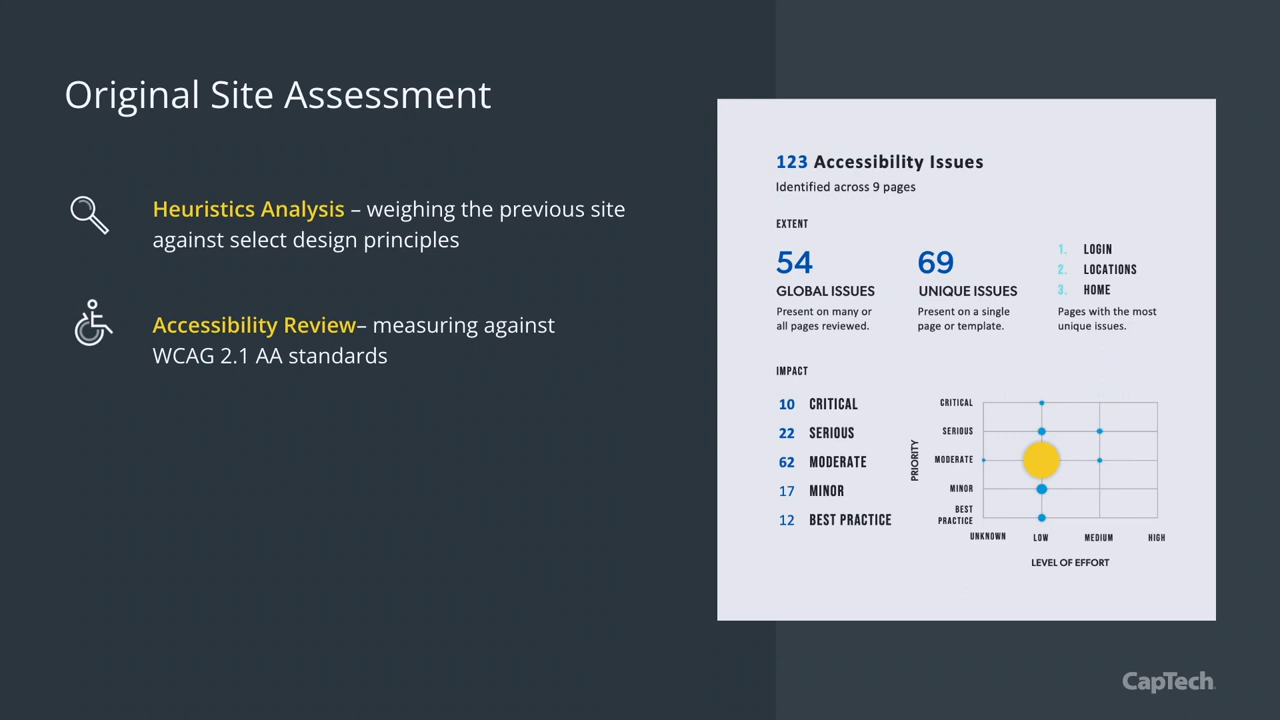 Original Site Assessment
Heuristics Analysis – weighing the previous site
against select design principles
Accessibility Review– measuring against
WCAG 2.1 AA standards
123 Accessibility Issues
Identified across 9 pages
EXTENT
54
GLOBAL ISSUES
Present on many or
all pages reviewed.
69
UNIQUE ISSUES
Present on a single
page or template.
1. LOGIN
2. LOCATIONS
3. HOME
Pages with the most
unique issues.
IMPACT
10 CRITICAL
22 SERIOUS
62 MODERATE
17 MINOR
12 BEST PRACTICE
PRIORITY
CRITICAL
SERIOUS
MODERATE
MINOR
BEST
PRACTICE
UNKNOWN LOW MEDIUM HIGH
LEVEL OF EFFORT
CapTech